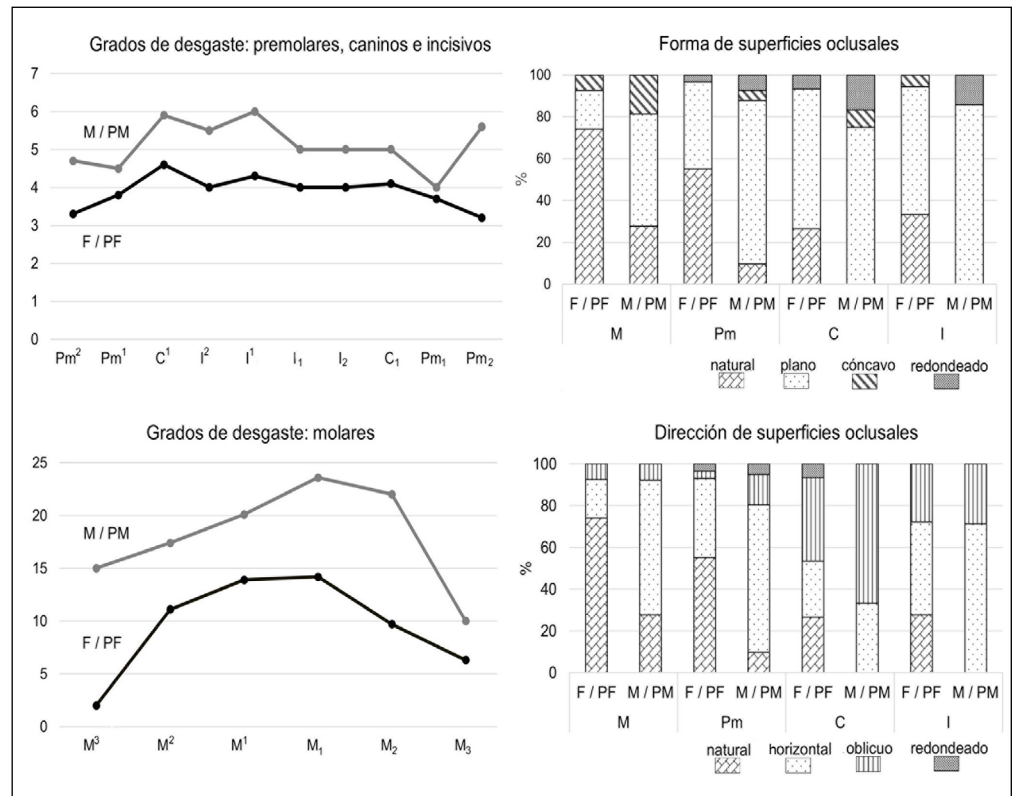 Grados de desgaste: premolares, caninos e incisivos
7
6
5
4
3
2
1
0
M / PM
F / PF
Pm² Pm¹ C¹ I² I¹ I₁ I₂ C₁ Pm₁ Pm₂
Forma de superficies oclusales
100
80
60
40
20
0
%
F / PF M / PM F / PF M / PM F / PF M / PM F / PF M / PM
M Pm C I
natural plano cóncavo redondeado
Grados de desgaste: molares
25
20
15
10
5
0
M / PM
F / PF
M³ M² M¹ M₁ M₂ M₃
Dirección de superficies oclusales
100
80
60
40
20
0
%
F / PF M / PM F / PF M / PM F / PF M / PM F / PF M / PM
M Pm C I
natural horizontal oblicuo redondeado